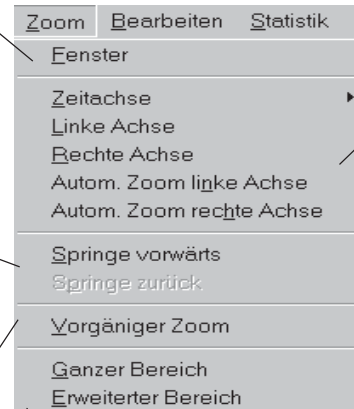 Zoom Bearbeiten Statistik
Fenster
Zeitachse
Linke Achse
Rechte Achse
Autom. Zoom linke Achse
Autom. Zoom rechte Achse
Springe vorwärts
Springe zurück
Vorgäniger Zoom
Ganzer Bereich
Erweiterter Bereich